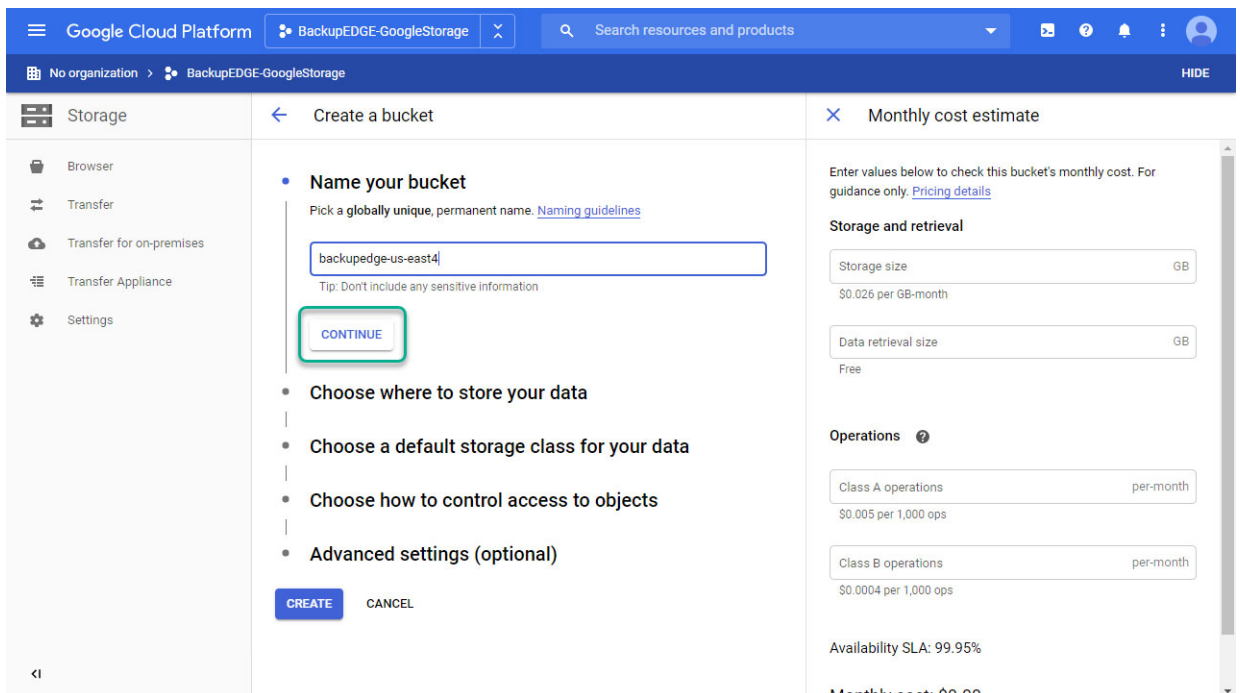 Google Cloud Platform
BackupEDGE-GoogleStorage
Search resources and products
No organization > BackupEDGE-GoogleStorage
HIDE
Storage
Browser
Transfer
Transfer for on-premises
Transfer Appliance
Settings
Create a bucket
Name your bucket
Pick a globally unique, permanent name. Naming guidelines
backupedge-us-east4
Tip: Don't include any sensitive information
CONTINUE
Choose where to store your data
Choose a default storage class for your data
Choose how to control access to objects
Advanced settings (optional)
CREATE CANCEL
Monthly cost estimate
Enter values below to check this bucket's monthly cost. For
guidance only. Pricing details
Storage and retrieval
Storage size GB
$0.026 per GB-month
Data retrieval size GB
Free
Operations
Class A operations per-month
$0.005 per 1,000 ops
Class B operations per-month
$0.0004 per 1,000 ops
Availability SLA: 99.95%
Monthly cost: $0.00